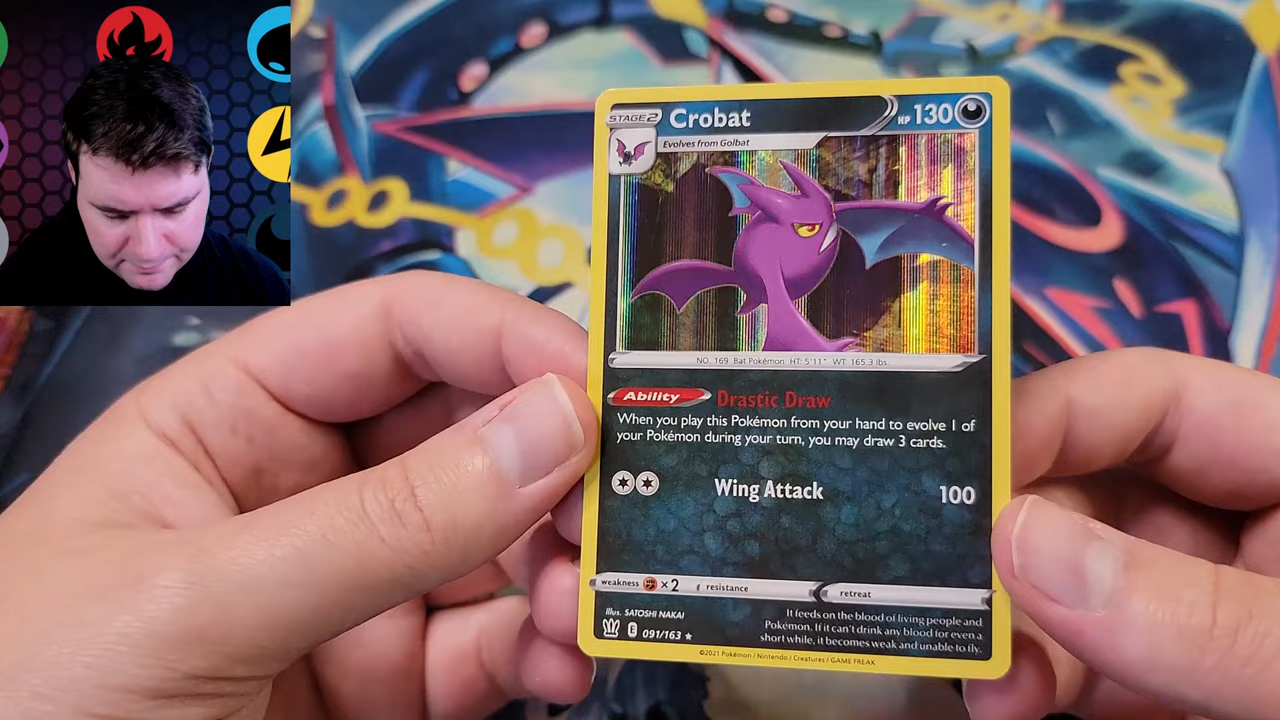 STAGE2 Crobat HP 130
Evolves from Golbat
NO. 169 Bat Pokémon HT: 5'11" WT: 165.3 lbs.
Ability Drastic Draw
When you play this Pokémon from your hand to evolve 1 of
your Pokémon during your turn, you may draw 3 cards.
Wing Attack 100
weakness ×2 resistance retreat
Illus. SATOSHI NAKAI
E 091/163 ★
It feeds on the blood of living people and
Pokémon. If it can't drink any blood for even a
short while, it becomes weak and unable to fly.
©2021 Pokémon / Nintendo / Creatures / GAME FREAK